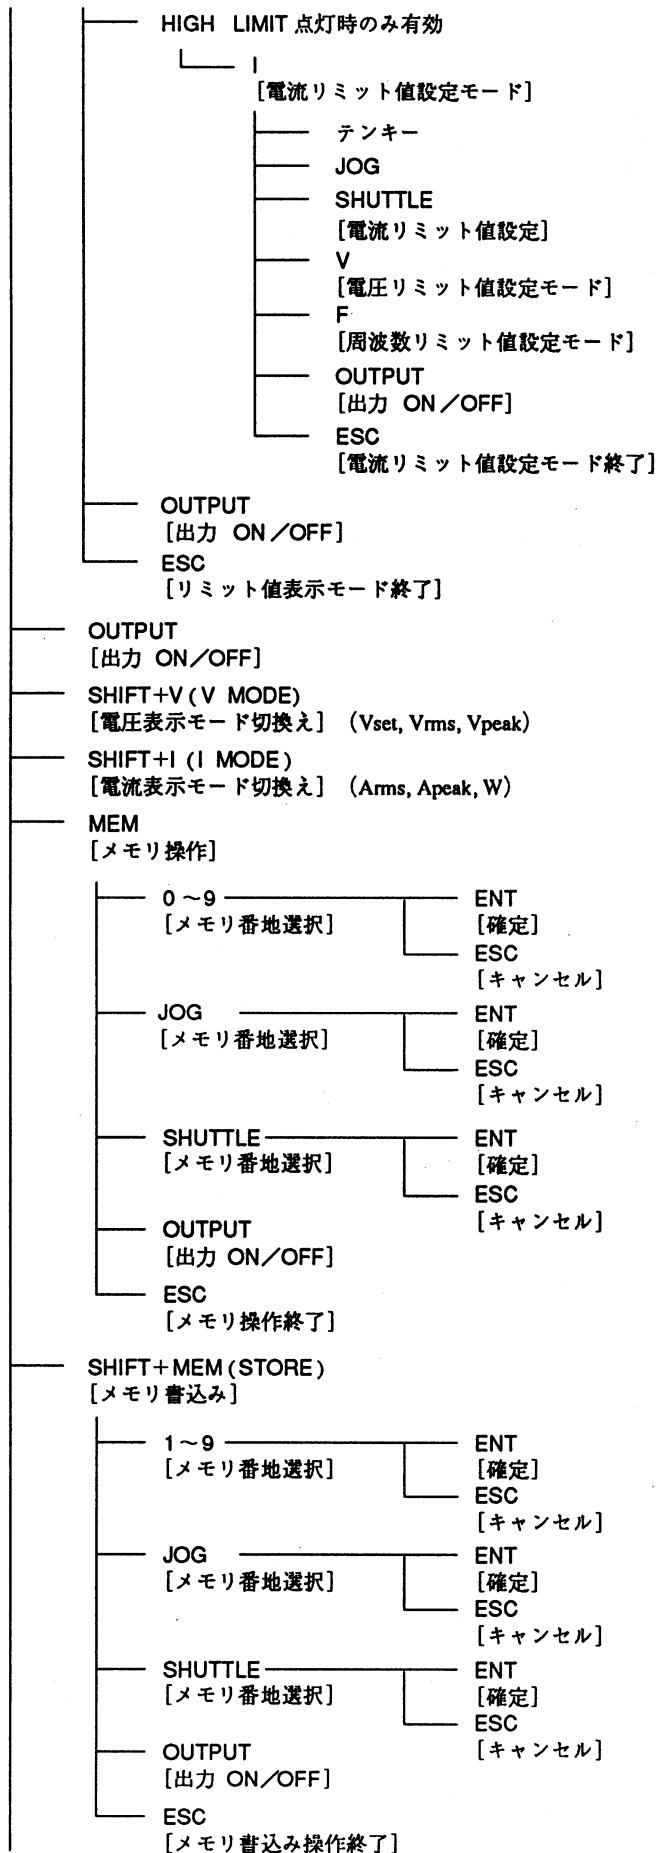 HIGH LIMIT 点灯時のみ有効
I
[電流リミット値設定モード]
テンキー
JOG
SHUTTLE
[電流リミット値設定]
V
[電圧リミット値設定モード]
F
[周波数リミット値設定モード]
OUTPUT
[出力 ON／OFF]
ESC
[電流リミット値設定モード終了]
OUTPUT
[出力 ON／OFF]
ESC
[リミット値表示モード終了]
OUTPUT
[出力 ON／OFF]
SHIFT+V (V MODE)
[電圧表示モード切換え] (Vset, Vrms, Vpeak)
SHIFT+I (I MODE)
[電流表示モード切換え] (Arms, Apeak, W)
MEM
[メモリ操作]
0～9 ENT
[メモリ番地選択] [確定]
ESC
[キャンセル]
JOG ENT
[メモリ番地選択] [確定]
ESC
[キャンセル]
SHUTTLE ENT
[メモリ番地選択] [確定]
ESC
[キャンセル]
OUTPUT
[出力 ON／OFF]
ESC
[メモリ操作終了]
SHIFT+MEM (STORE)
[メモリ書込み]
1～9 ENT
[メモリ番地選択] [確定]
ESC
[キャンセル]
JOG ENT
[メモリ番地選択] [確定]
ESC
[キャンセル]
SHUTTLE ENT
[メモリ番地選択] [確定]
ESC
[キャンセル]
OUTPUT
[出力 ON／OFF]
ESC
[メモリ書込み操作終了]